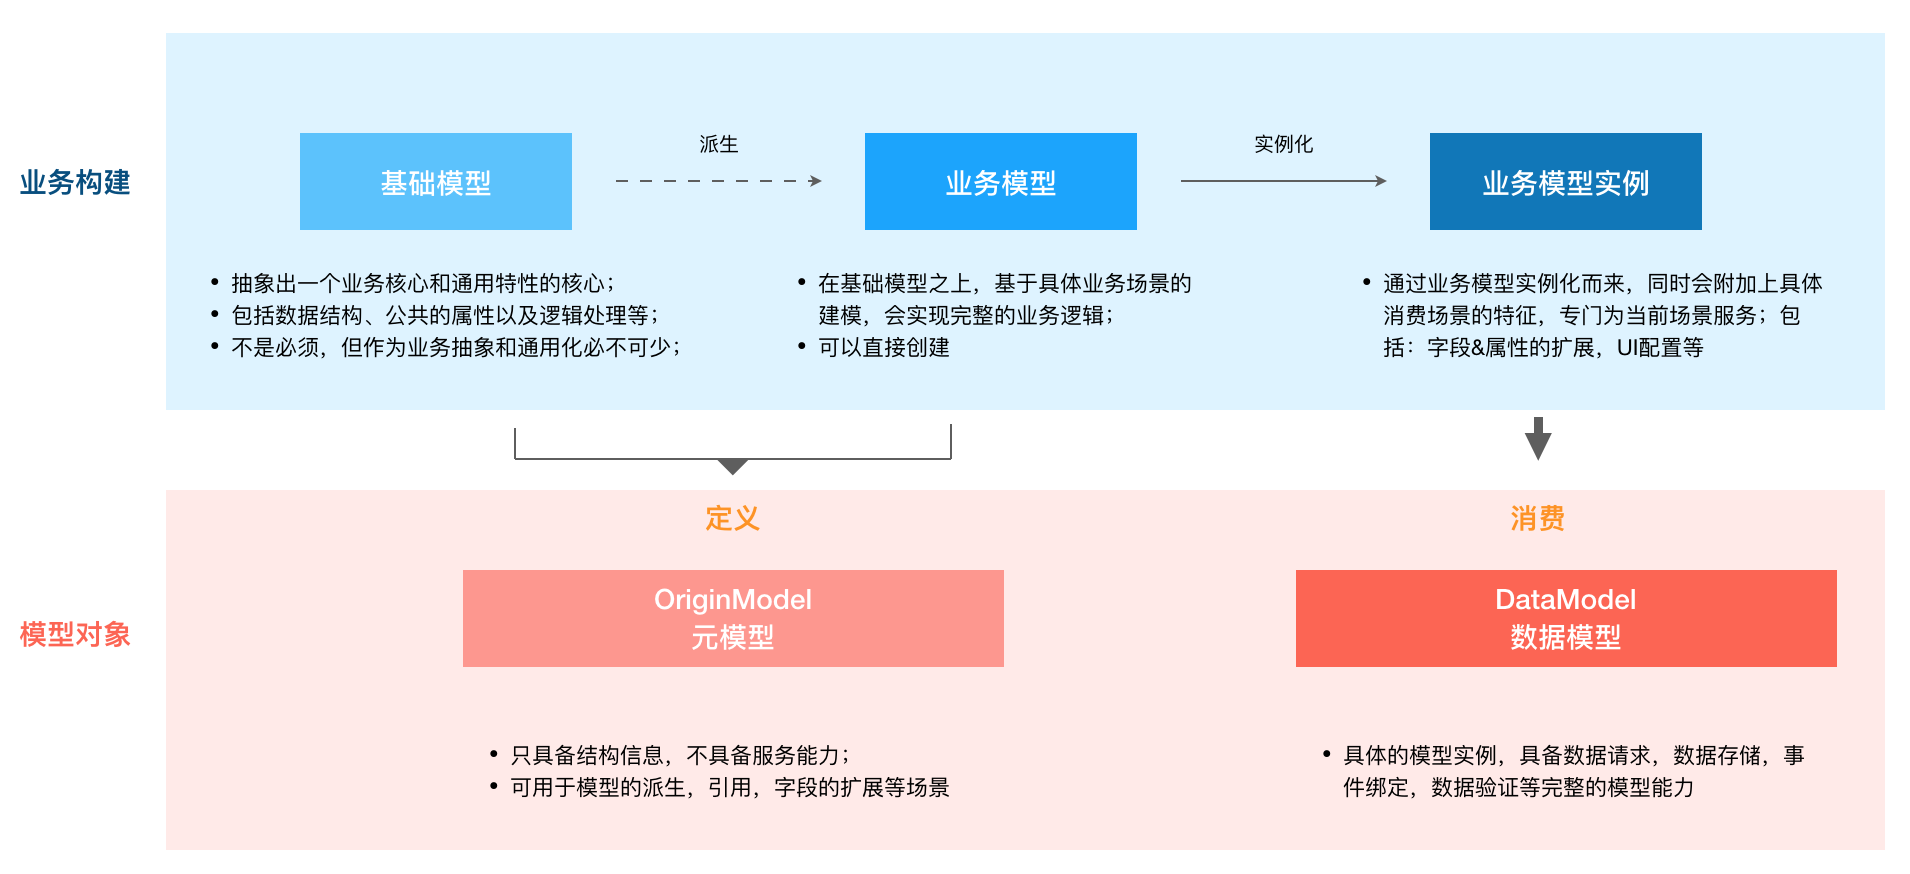 业务构建
基础模型
派生
业务模型
实例化
业务模型实例
• 抽象出一个业务核心和通用特性的核心；
• 包括数据结构、公共的属性以及逻辑处理等；
• 不是必须，但作为业务抽象和通用化必不可少；
• 在基础模型之上，基于具体业务场景的
建模，会实现完整的业务逻辑；
• 可以直接创建
• 通过业务模型实例化而来，同时会附加上具体
消费场景的特征，专门为当前场景服务；包
括：字段&属性的扩展，UI配置等
模型对象
定义
OriginModel
元模型
• 只具备结构信息，不具备服务能力；
• 可用于模型的派生，引用，字段的扩展等场景
消费
DataModel
数据模型
• 具体的模型实例，具备数据请求，数据存储，事
件绑定，数据验证等完整的模型能力